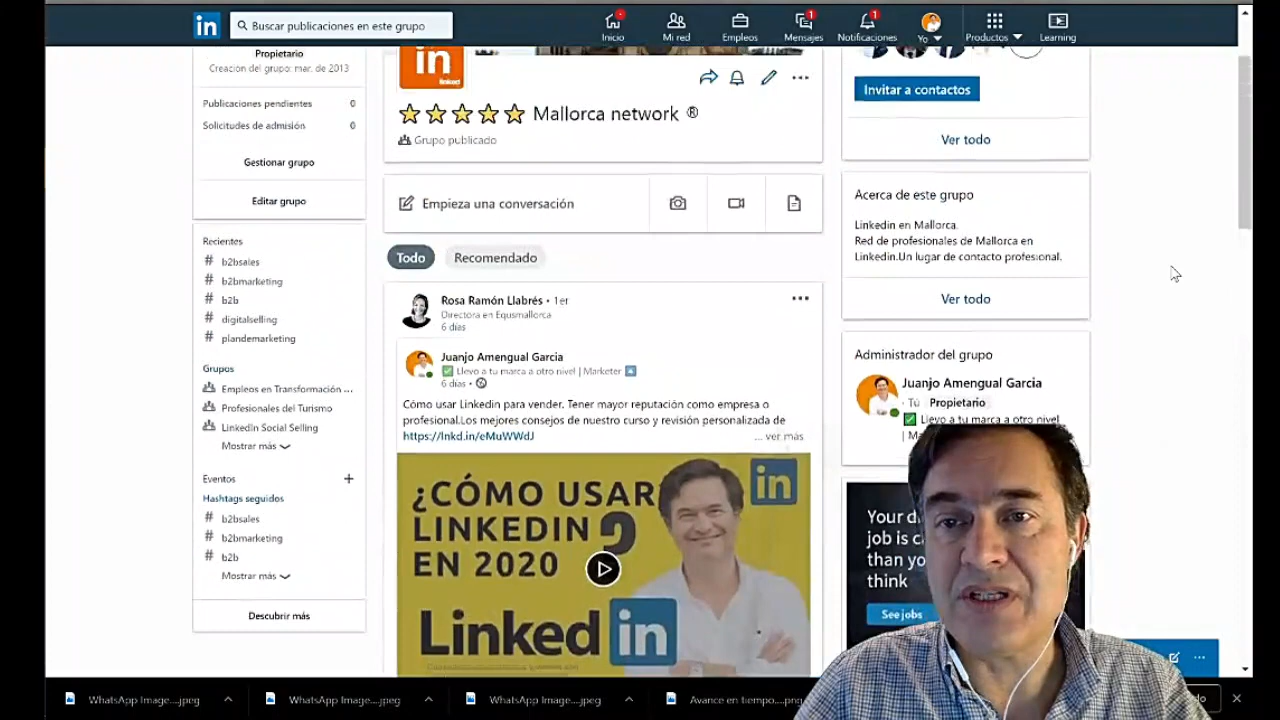 in
Buscar publicaciones en este grupo
Inicio
Mi red
Empleos
1
Mensajes
1
Notificaciones
Yo
Productos
Learning
Propietario
Creación del grupo: mar. de 2013
Publicaciones pendientes 0
Solicitudes de admisión 0
Gestionar grupo
Editar grupo
Recientes
# b2bsales
# b2bmarketing
# b2b
# digitalselling
# plandemarketing
Grupos
Empleos en Transformación ...
Profesionales del Turismo
LinkedIn Social Selling
Mostrar más
Eventos +
Hashtags seguidos
# b2bsales
# b2bmarketing
# b2b
Mostrar más
Descubrir más
in
linked
Mallorca network ®
Grupo publicado
Empieza una conversación
Todo
Recomendado
Rosa Ramón Llabrés • 1er
Directora en Equsmallorca
6 días
Juanjo Amengual Garcia
Llevo a tu marca a otro nivel | Marketer
6 días •
Cómo usar Linkedin para vender. Tener mayor reputación como empresa o
profesional.Los mejores consejos de nuestro curso y revisión personalizada de
https://lnkd.in/eMuWWdJ
... ver más
¿CÓMO USAR
LINKEDIN
EN 2020
?
in
Linked in
Invitar a contactos
Ver todo
Acerca de este grupo
Linkedin en Mallorca.
Red de profesionales de Mallorca en
Linkedin.Un lugar de contacto profesional.
Ver todo
Administrador del grupo
Juanjo Amengual Garcia
· Tú Propietario
Llevo a tu marca a otro nivel
Your
job is
than
think
See jobs
WhatsApp Image....jpeg
WhatsApp Image....jpeg
WhatsApp Image....jpeg
Avance en tiempo....png